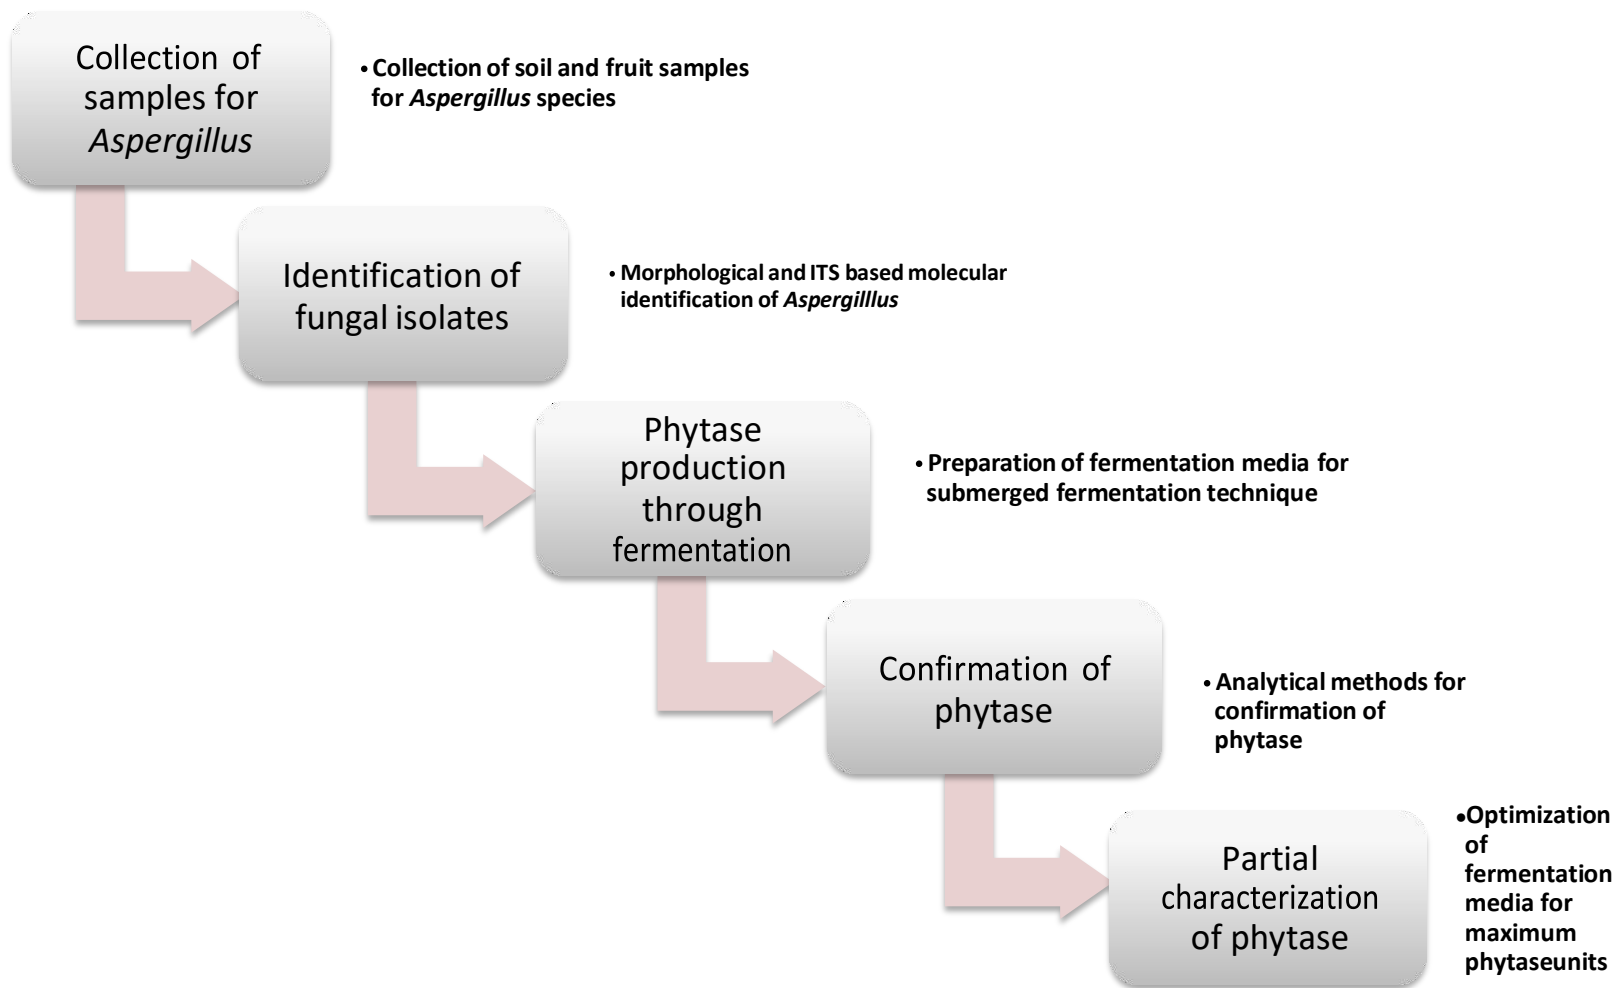 Collection of
samples for
Aspergillus
• Collection of soil and fruit samples
for Aspergillus species
Identification of
fungal isolates
• Morphological and ITS based molecular
identification of Aspergilllus
Phytase
production
through
fermentation
• Preparation of fermentation media for
submerged fermentation technique
Confirmation of
phytase
• Analytical methods for
confirmation of
phytase
Partial
characterization
of phytase
•Optimization
of
fermentation
media for
maximum
phytaseunits